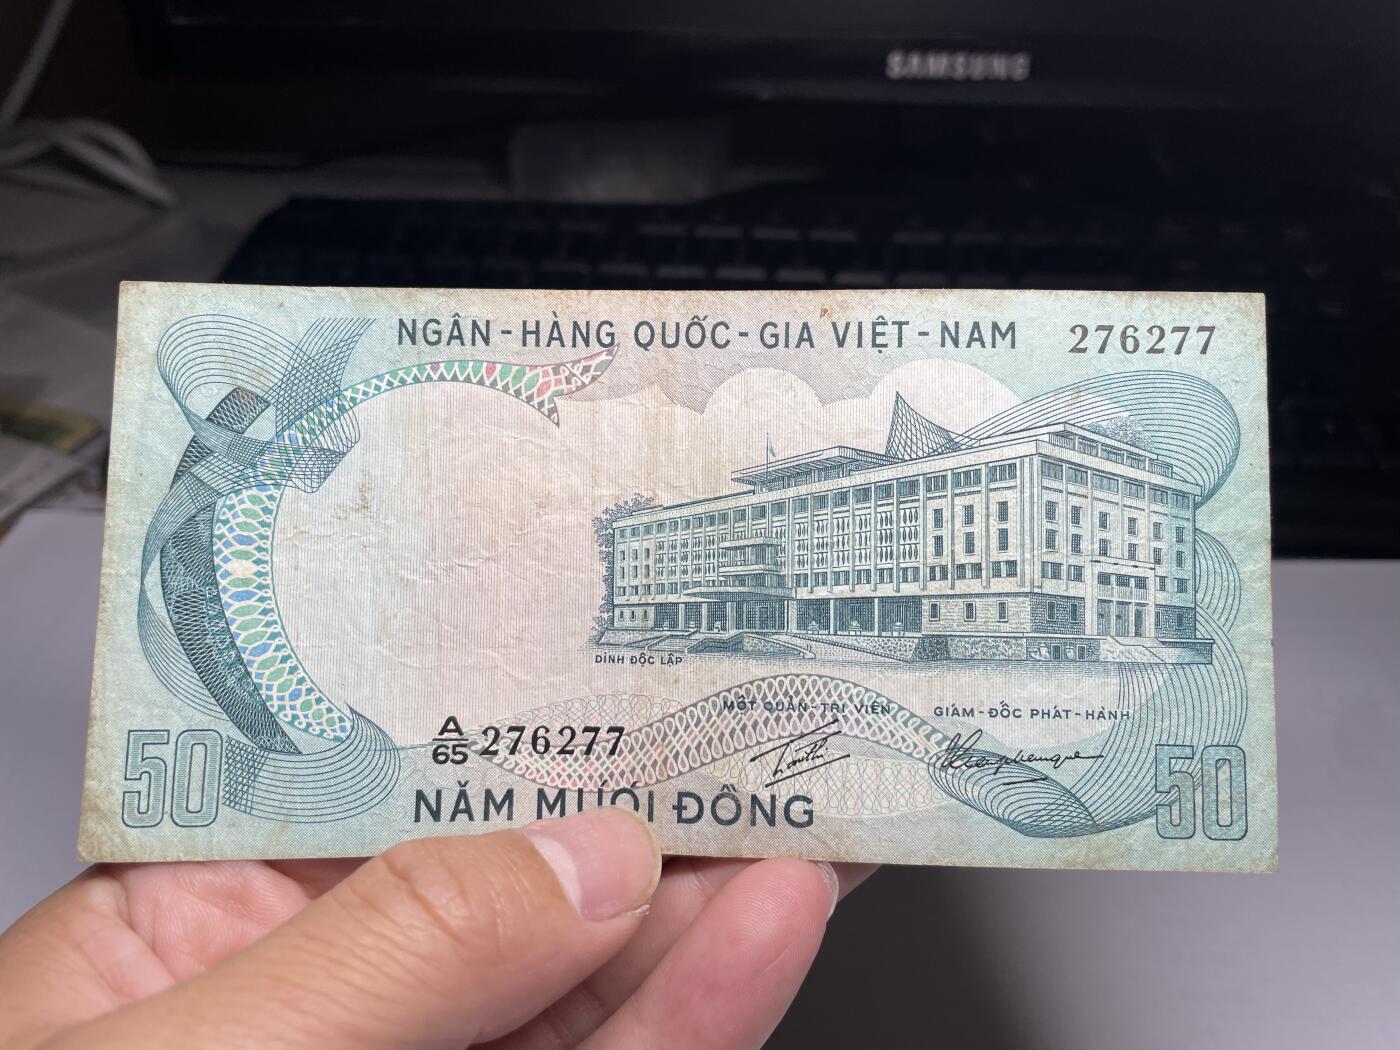 SAMSUNG
NGÂN - HÀNG QUỐC - GIA VIỆT - NAM 276277
DINH ĐỘC LẬP
MỘT QUẢN - TRỊ VIÊN GIÁM - ĐỐC PHÁT - HÀNH
A
65 276277
50 50
NĂM MƯƠI ĐỒNG